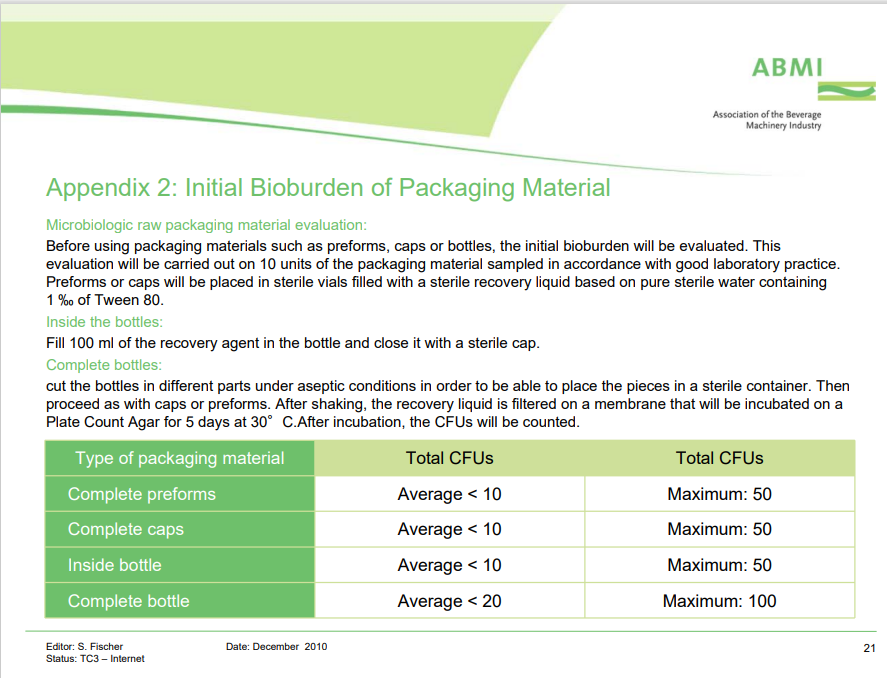 ABMI
Association of the Beverage
Machinery Industry
Appendix 2: Initial Bioburden of Packaging Material
Microbiologic raw packaging material evaluation:
Before using packaging materials such as preforms, caps or bottles, the initial bioburden will be evaluated. This
evaluation will be carried out on 10 units of the packaging material sampled in accordance with good laboratory practice.
Preforms or caps will be placed in sterile vials filled with a sterile recovery liquid based on pure sterile water containing
1 ‰ of Tween 80.
Inside the bottles:
Fill 100 ml of the recovery agent in the bottle and close it with a sterile cap.
Complete bottles:
cut the bottles in different parts under aseptic conditions in order to be able to place the pieces in a sterile container. Then
proceed as with caps or preforms. After shaking, the recovery liquid is filtered on a membrane that will be incubated on a
Plate Count Agar for 5 days at 30° C.After incubation, the CFUs will be counted.
Type of packaging material Total CFUs Total CFUs
Complete preforms Average < 10 Maximum: 50
Complete caps Average < 10 Maximum: 50
Inside bottle Average < 10 Maximum: 50
Complete bottle Average < 20 Maximum: 100
Editor: S. Fischer Date: December 2010 21
Status: TC3 – Internet